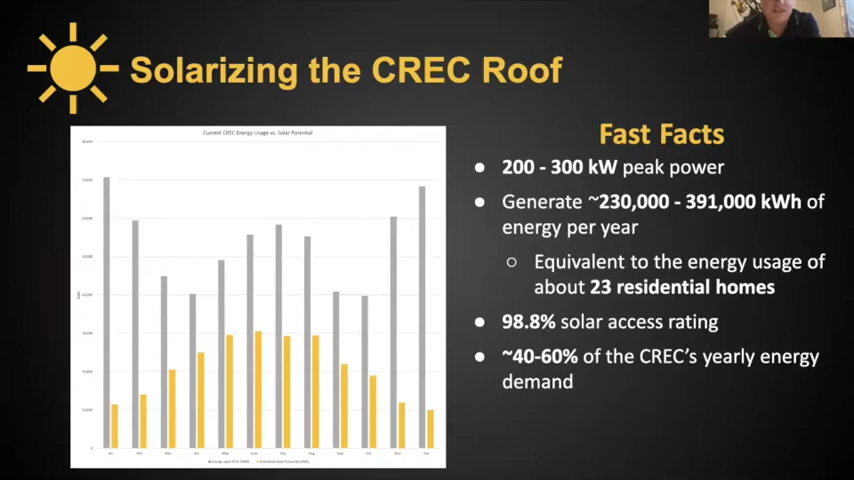 Solarizing the CREC Roof
Current CREC Energy Usage vs. Solar Potential
Fast Facts
200 - 300 kW peak power
Generate ~230,000 - 391,000 kWh of
energy per year
Equivalent to the energy usage of
about 23 residential homes
98.8% solar access rating
~40-60% of the CREC's yearly energy
demand